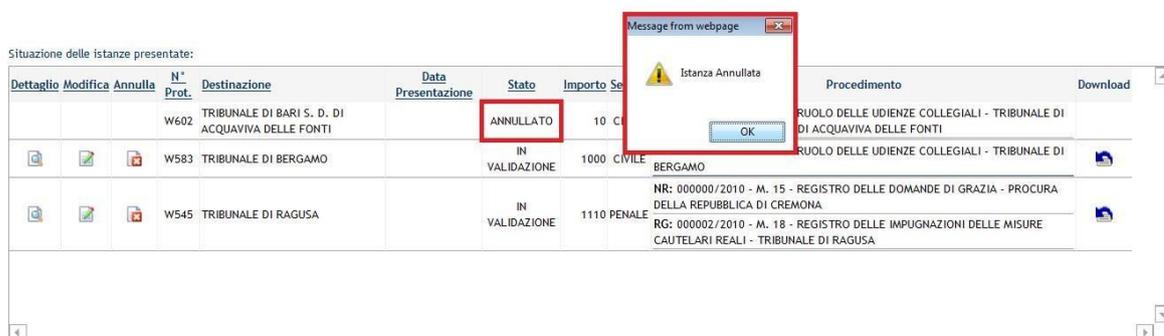 Message from webpage
Istanza Annullata
OK
Situazione delle istanze presentate:
Dettaglio Modifica Annulla N° Prot. Destinazione Data Presentazione Stato Importo Procedimento Download
W602 TRIBUNALE DI BARI S. D. DI ACQUAVIVA DELLE FONTI ANNULLATO 10
RUOLO DELLE UDIENZE COLLEGIALI - TRIBUNALE DI
DI ACQUAVIVA DELLE FONTI
W583 TRIBUNALE DI BERGAMO IN VALIDAZIONE 1000 CIVILE
RUOLO DELLE UDIENZE COLLEGIALI - TRIBUNALE DI
BERGAMO
W545 TRIBUNALE DI RAGUSA IN VALIDAZIONE 1110 PENALE
NR: 000000/2010 - M. 15 - REGISTRO DELLE DOMANDE DI GRAZIA - PROCURA
DELLA REPUBBLICA DI CREMONA
RG: 000002/2010 - M. 18 - REGISTRO DELLE IMPUGNAZIONI DELLE MISURE
CAUTELARI REALI - TRIBUNALE DI RAGUSA